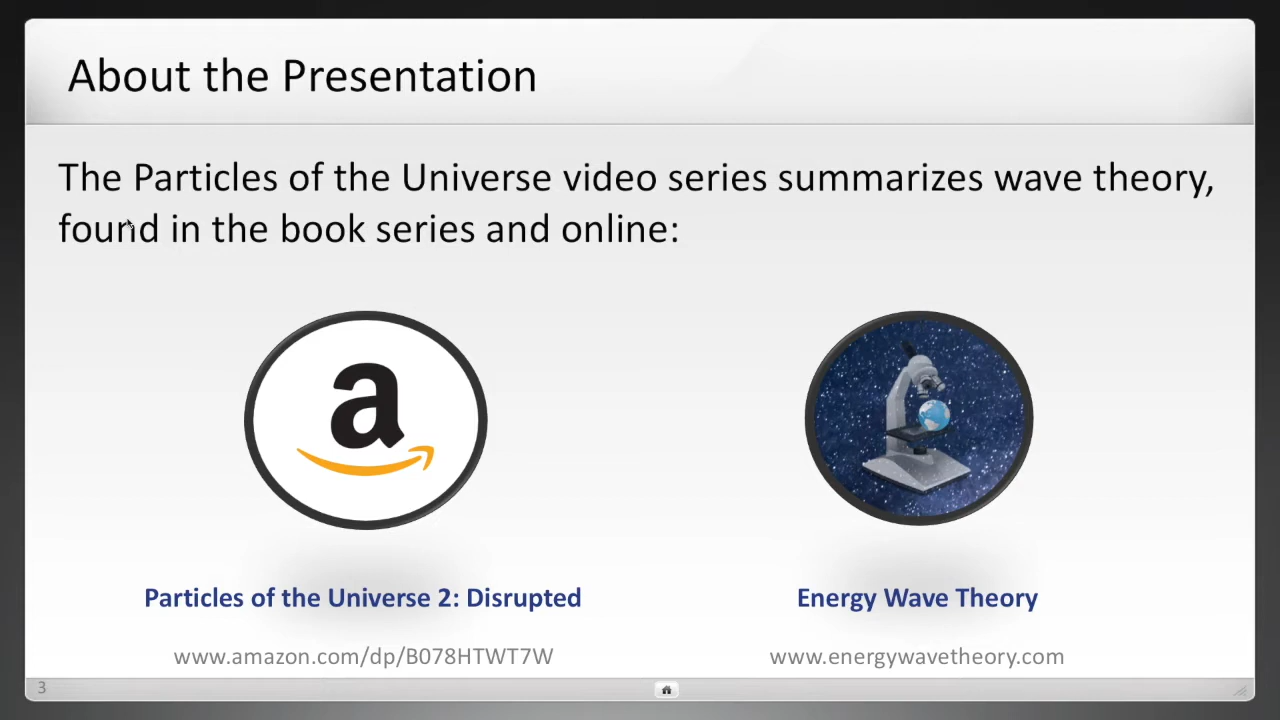 About the Presentation
The Particles of the Universe video series summarizes wave theory,
found in the book series and online:
a
Particles of the Universe 2: Disrupted
Energy Wave Theory
www.amazon.com/dp/B078HTWT7W
www.energywavetheory.com
3